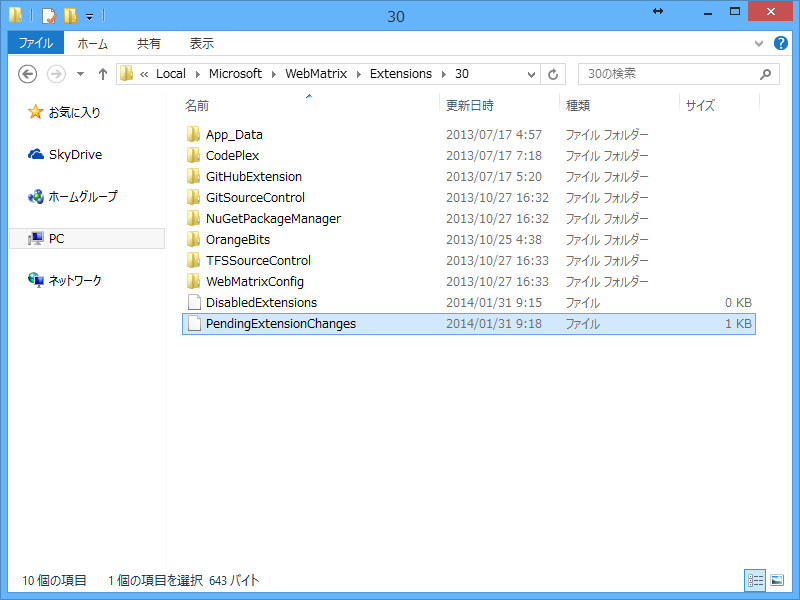 30
ファイル ホーム 共有 表示
« Local Microsoft WebMatrix Extensions 30 30の検索
お気に入り
SkyDrive
ホームグループ
PC
ネットワーク
名前 更新日時 種類 サイズ
App_Data 2013/07/17 4:57 ファイル フォルダー
CodePlex 2013/07/17 7:18 ファイル フォルダー
GitHubExtension 2013/07/17 5:20 ファイル フォルダー
GitSourceControl 2013/10/27 16:32 ファイル フォルダー
NuGetPackageManager 2013/10/27 16:32 ファイル フォルダー
OrangeBits 2013/10/25 4:38 ファイル フォルダー
TFSSourceControl 2013/10/27 16:33 ファイル フォルダー
WebMatrixConfig 2013/10/27 16:33 ファイル フォルダー
DisabledExtensions 2014/01/31 9:15 ファイル 0 KB
PendingExtensionChanges 2014/01/31 9:18 ファイル 1 KB
10 個の項目 1 個の項目を選択 643 バイト